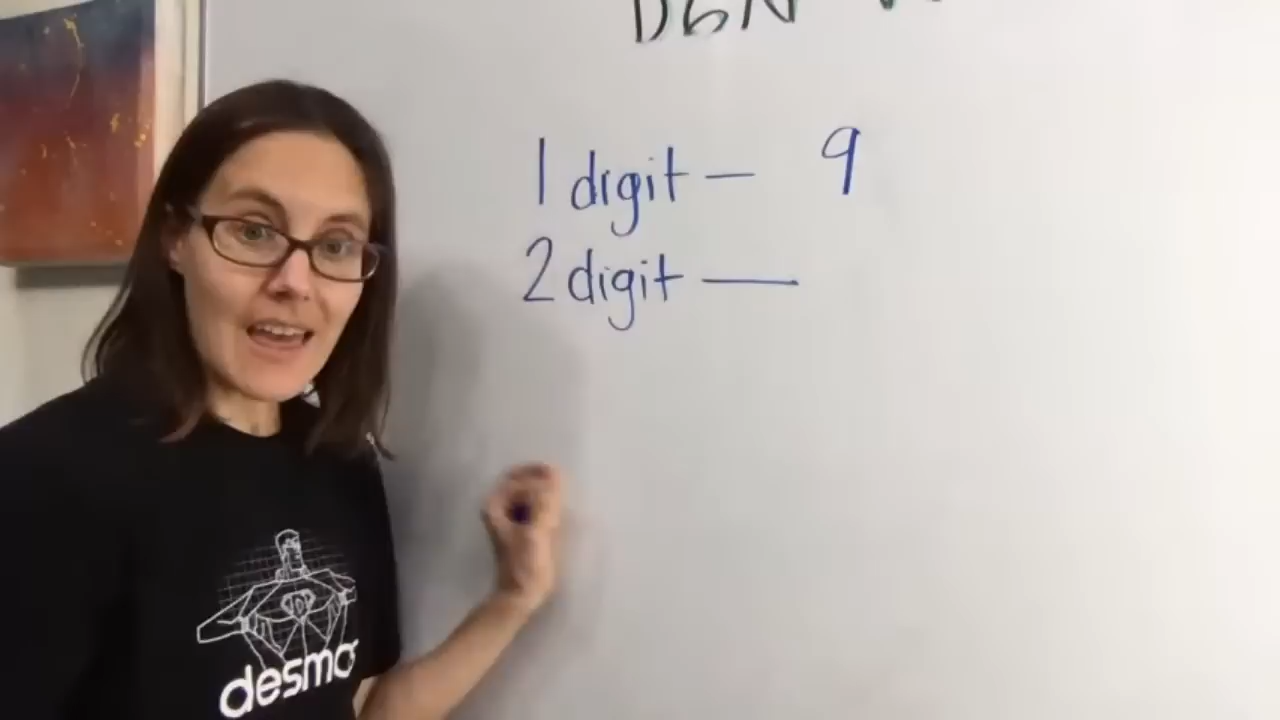 1 digit — 9
2 digit —
desmos